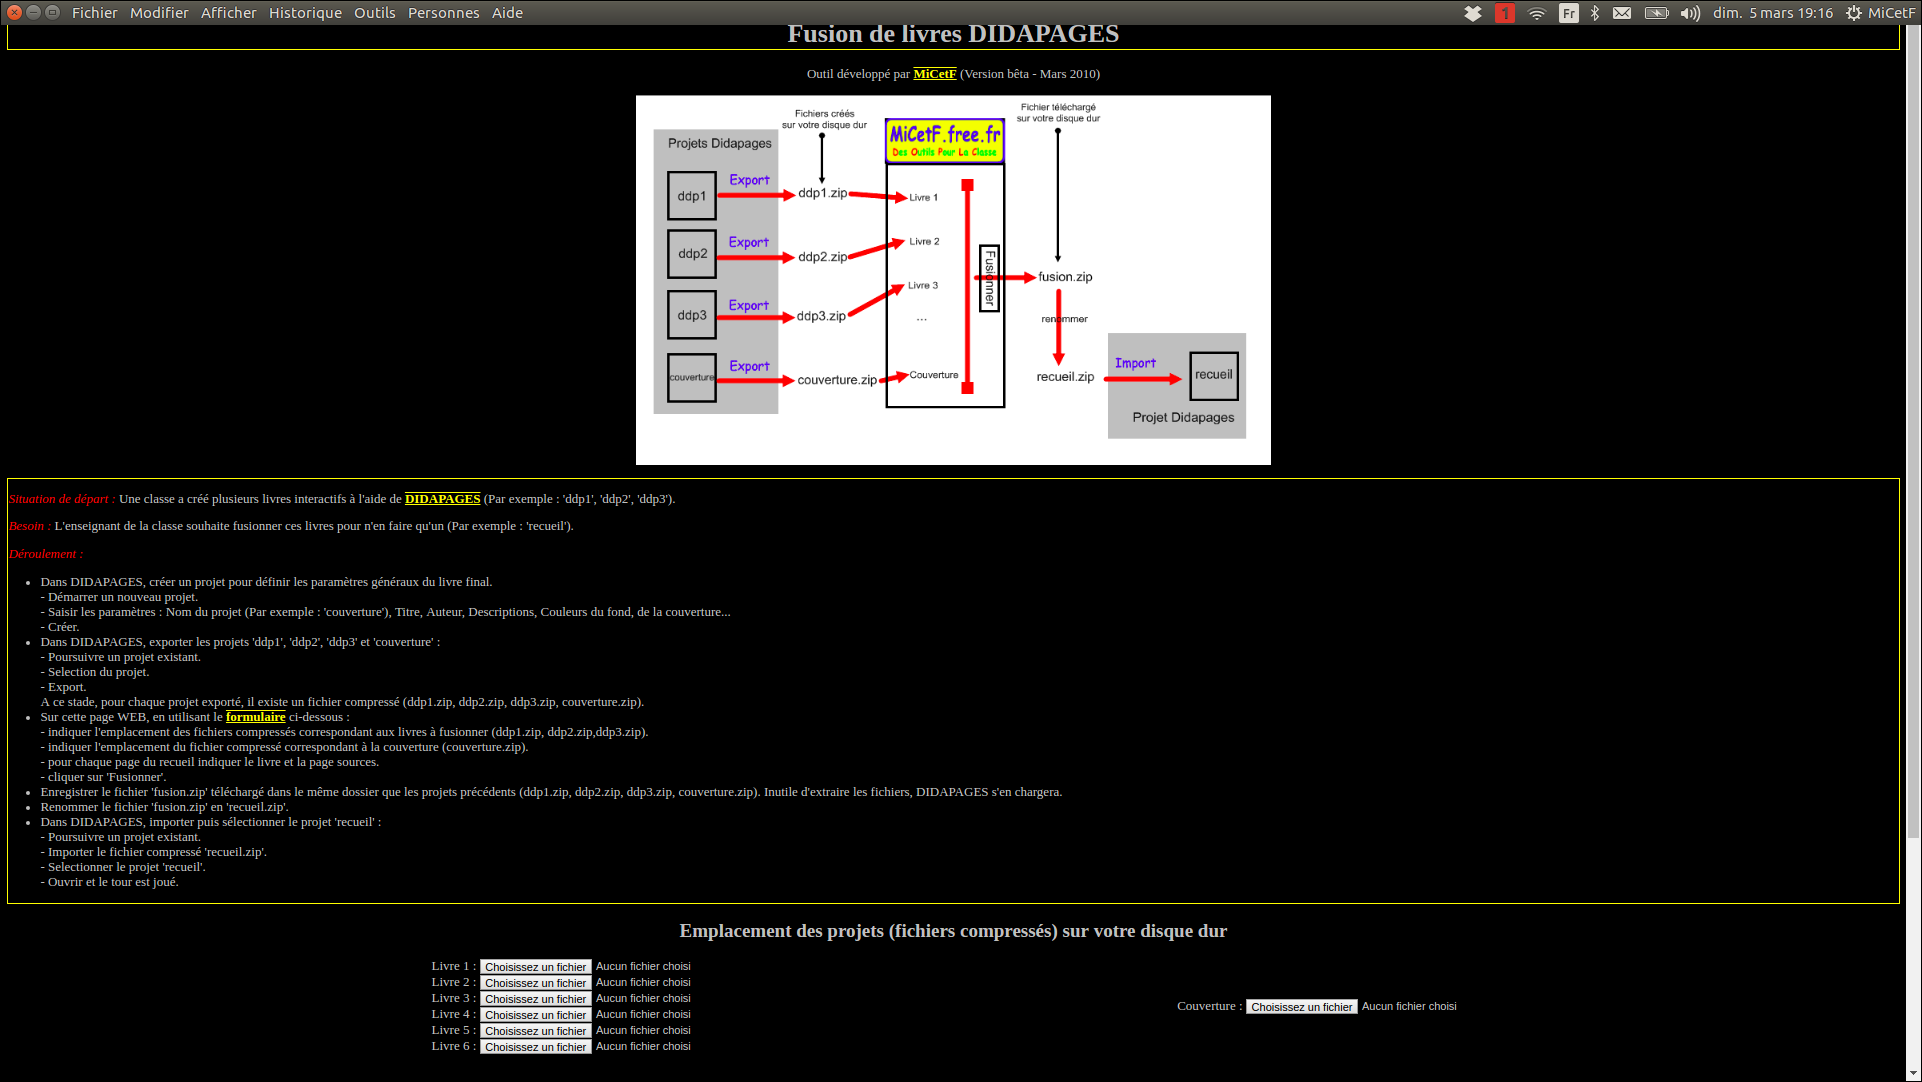 Fichier Modifier Afficher Historique Outils Personnes Aide
1 Fr dim. 5 mars 19:16 MiCetF
Fusion de livres DIDAPAGES
Outil développé par MiCetF (Version bêta - Mars 2010)
Fichiers créés
sur votre disque dur
Fichier téléchargé
sur votre disque dur
Projets Didapages
MiCetF.free.fr
Des Outils Pour La Classe
ddp1
Export
ddp1.zip
Livre 1
ddp2
Export
ddp2.zip
Livre 2
ddp3
Export
ddp3.zip
Livre 3
...
couverture
Export
couverture.zip
Couverture
Fusionner
fusion.zip
renommer
recueil.zip
Import
recueil
Projet Didapages
Situation de départ : Une classe a créé plusieurs livres interactifs à l'aide de DIDAPAGES (Par exemple : 'ddp1', 'ddp2', 'ddp3').
Besoin : L'enseignant de la classe souhaite fusionner ces livres pour n'en faire qu'un (Par exemple : 'recueil').
Déroulement :
• Dans DIDAPAGES, créer un projet pour définir les paramètres généraux du livre final.
- Démarrer un nouveau projet.
- Saisir les paramètres : Nom du projet (Par exemple : 'couverture'), Titre, Auteur, Descriptions, Couleurs du fond, de la couverture...
- Créer.
• Dans DIDAPAGES, exporter les projets 'ddp1', 'ddp2', 'ddp3' et 'couverture' :
- Poursuivre un projet existant.
- Selection du projet.
- Export.
A ce stade, pour chaque projet exporté, il existe un fichier compressé (ddp1.zip, ddp2.zip, ddp3.zip, couverture.zip).
• Sur cette page WEB, en utilisant le formulaire ci-dessous :
- indiquer l'emplacement des fichiers compressés correspondant aux livres à fusionner (ddp1.zip, ddp2.zip,ddp3.zip).
- indiquer l'emplacement du fichier compressé correspondant à la couverture (couverture.zip).
- pour chaque page du recueil indiquer le livre et la page sources.
- cliquer sur 'Fusionner'.
• Enregistrer le fichier 'fusion.zip' téléchargé dans le même dossier que les projets précédents (ddp1.zip, ddp2.zip, ddp3.zip, couverture.zip). Inutile d'extraire les fichiers, DIDAPAGES s'en chargera.
• Renommer le fichier 'fusion.zip' en 'recueil.zip'.
• Dans DIDAPAGES, importer puis sélectionner le projet 'recueil' :
- Poursuivre un projet existant.
- Importer le fichier compressé 'recueil.zip'.
- Selectionner le projet 'recueil'.
- Ouvrir et le tour est joué.
Emplacement des projets (fichiers compressés) sur votre disque dur
Livre 1 : Choisissez un fichier Aucun fichier choisi
Livre 2 : Choisissez un fichier Aucun fichier choisi
Livre 3 : Choisissez un fichier Aucun fichier choisi
Livre 4 : Choisissez un fichier Aucun fichier choisi
Livre 5 : Choisissez un fichier Aucun fichier choisi
Livre 6 : Choisissez un fichier Aucun fichier choisi
Couverture : Choisissez un fichier Aucun fichier choisi